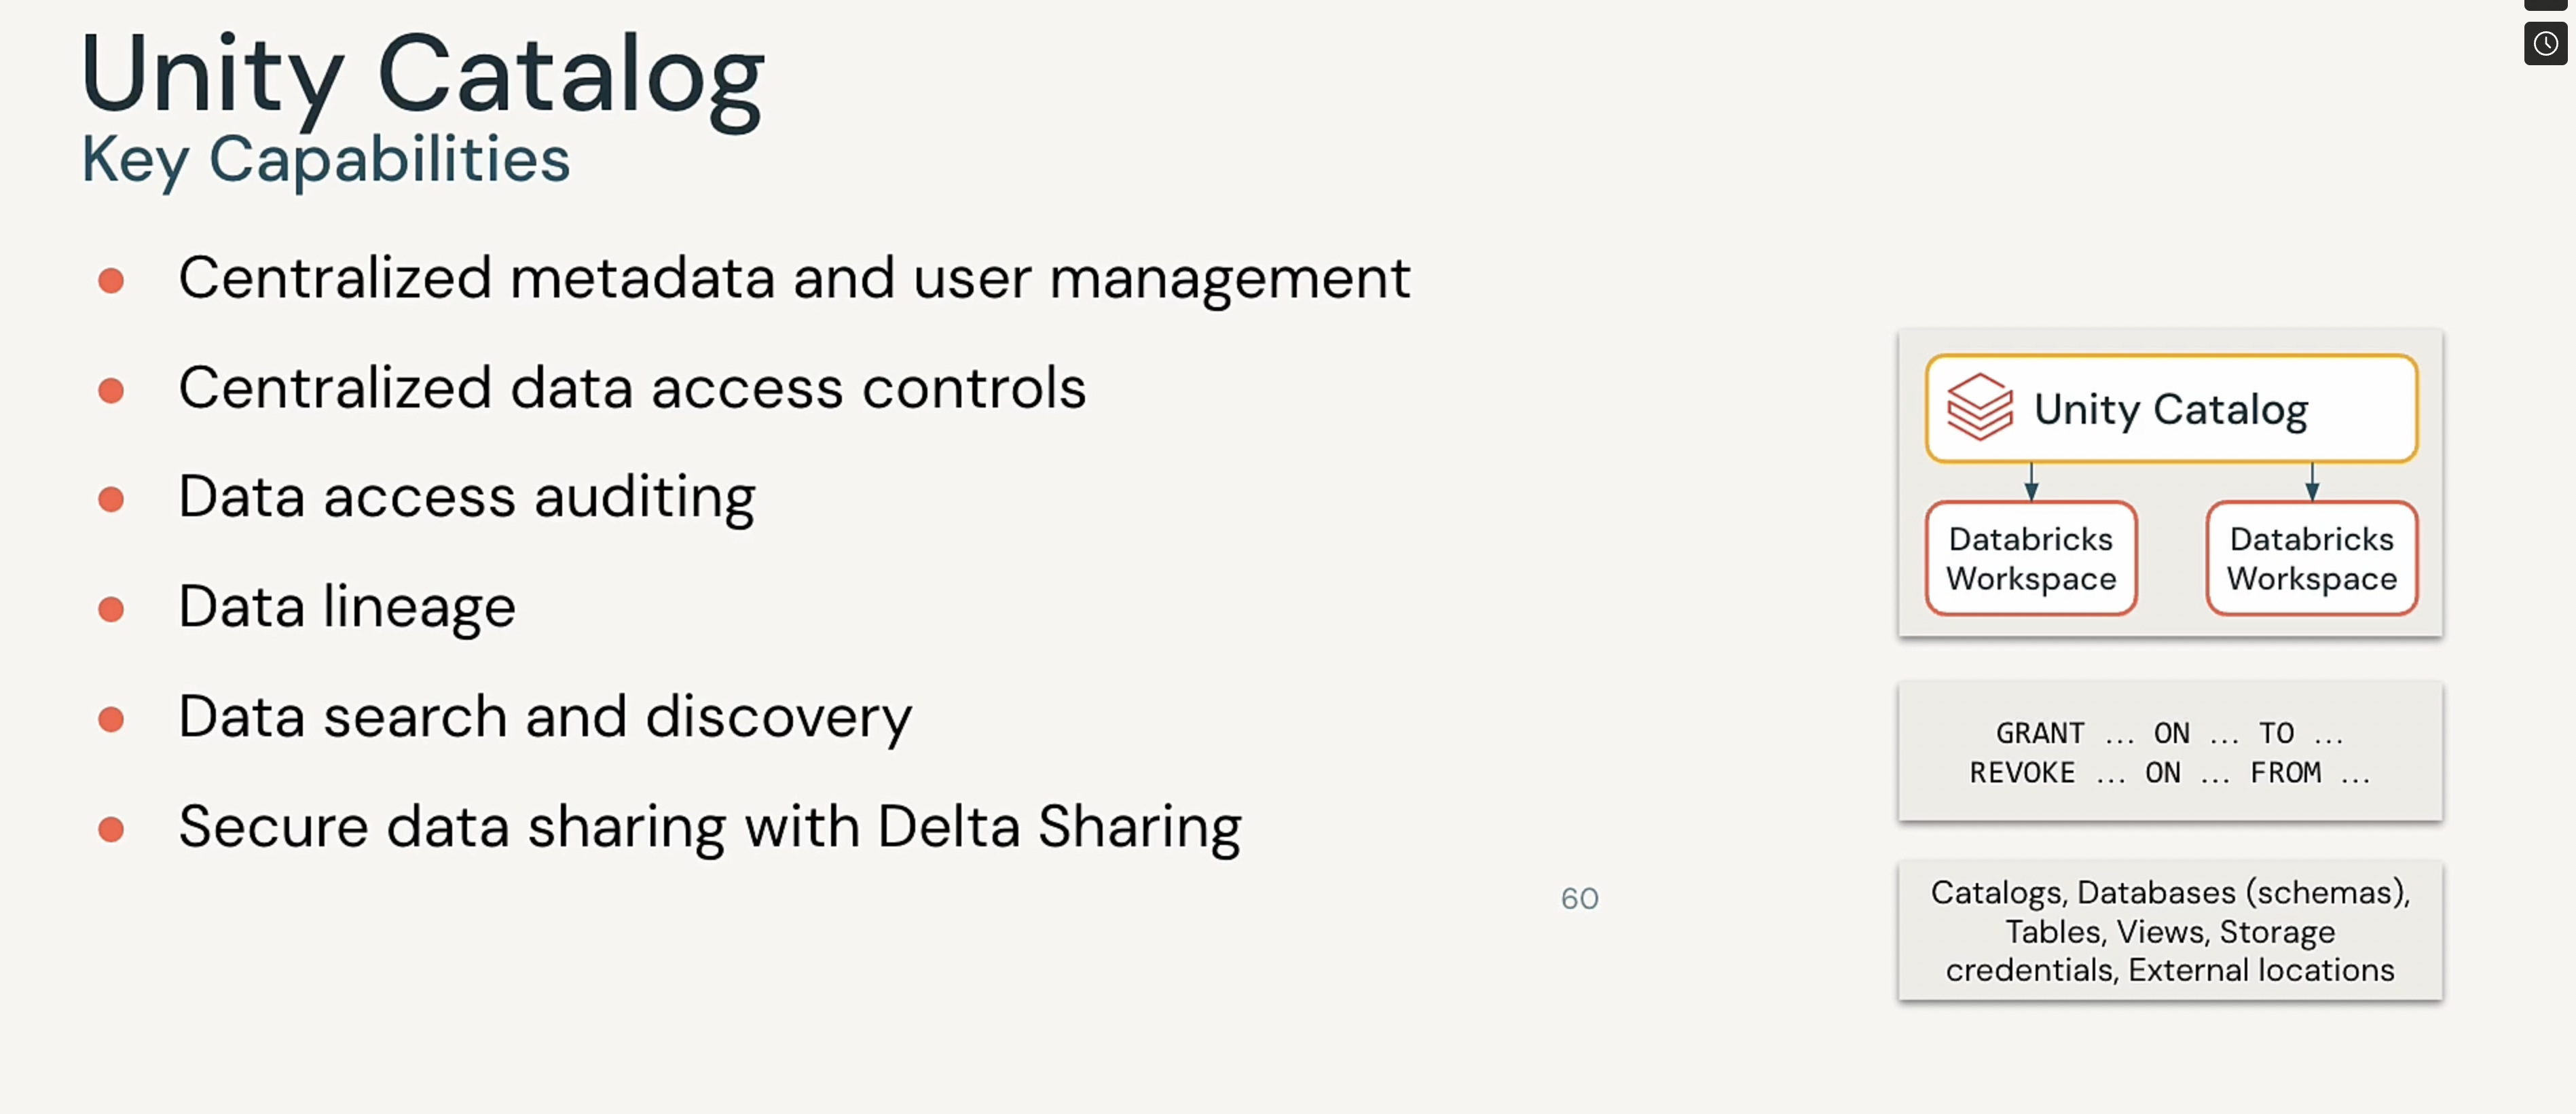 Unity Catalog
Key Capabilities
Centralized metadata and user management
Centralized data access controls
Data access auditing
Data lineage
Data search and discovery
Secure data sharing with Delta Sharing
60
Unity Catalog
Databricks
Workspace
Databricks
Workspace
GRANT ... ON ... TO ...
REVOKE ... ON ... FROM ...
Catalogs, Databases (schemas),
Tables, Views, Storage
credentials, External locations